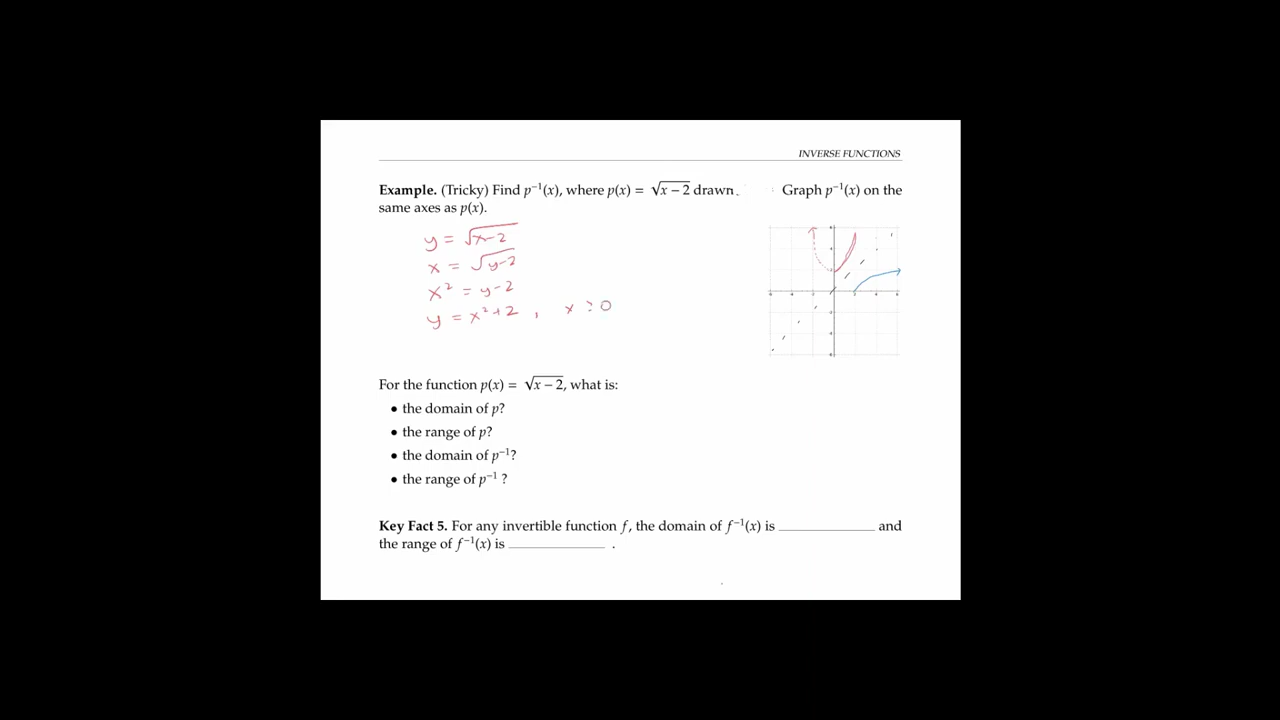 INVERSE FUNCTIONS
Example. (Tricky) Find p⁻¹(x), where p(x) = √(x − 2) drawn. Graph p⁻¹(x) on the
same axes as p(x).
y = √(x-2)
x = √(y-2)
x² = y-2
y = x²+2 , x ≥ 0
For the function p(x) = √(x − 2), what is:
• the domain of p?
• the range of p?
• the domain of p⁻¹?
• the range of p⁻¹ ?
Key Fact 5. For any invertible function f, the domain of f⁻¹(x) is ____________ and
the range of f⁻¹(x) is ____________ .